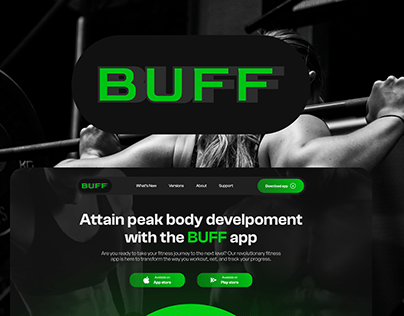 BUFF
BUFF What's New Versions About Support Download app
Attain peak body develpoment
with the BUFF app
Are you ready to take your fitness journey to the next level? Our revolutionary fitness
app is here to transform the way you workout, eat, and track your progress.
Available on
App store
Available on
Play store